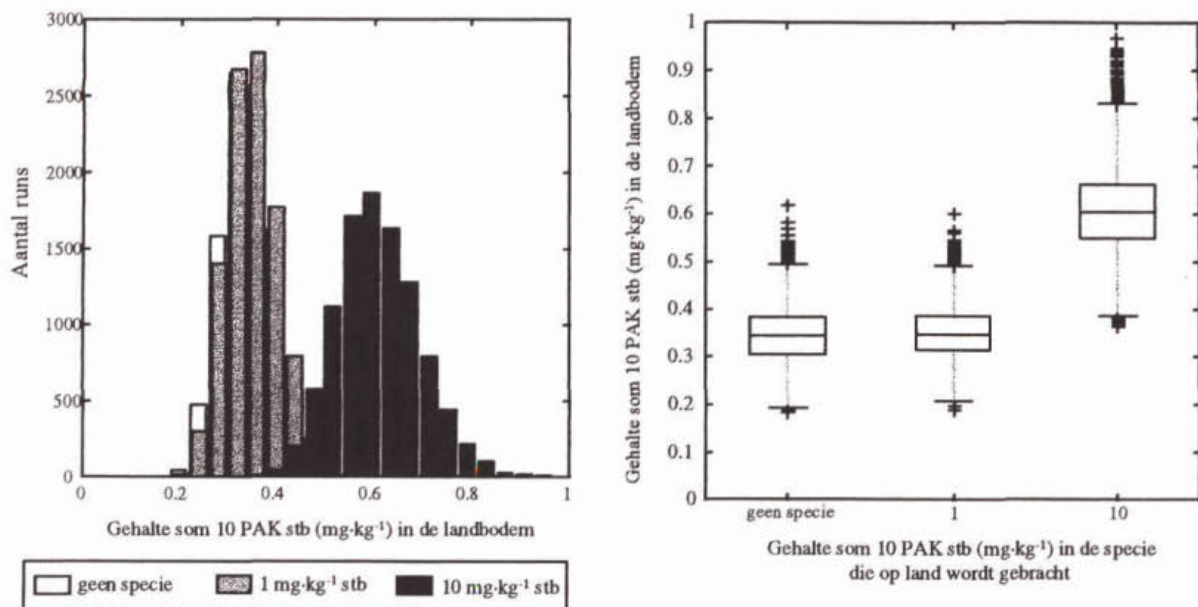 3000
2500
2000
1500
1000
500
0
Aantal runs
0 0.2 0.4 0.6 0.8 1
Gehalte som 10 PAK stb (mg·kg⁻¹) in de landbodem
geen specie 1 mg·kg⁻¹ stb 10 mg·kg⁻¹ stb
1
0.9
0.8
0.7
0.6
0.5
0.4
0.3
0.2
0.1
0
Gehalte som 10 PAK stb (mg·kg⁻¹) in de landbodem
geen specie 1 10
Gehalte som 10 PAK stb (mg·kg⁻¹) in de specie
die op land wordt gebracht